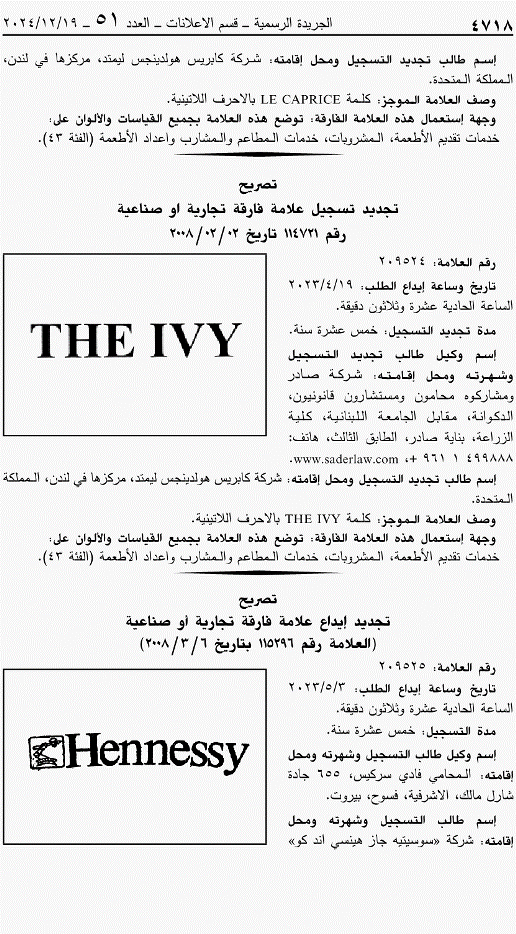 ٤٧١٨
الجريدة الرسمية – قسم الاعلانات – العدد ٥١ – ٢٠٢٤/١٢/١٩
إسم طالب تجديد التسجيل ومحل إقامته: شركة كابريس هولدينجس ليمتد، مركزها في لندن،
المملكة المتحدة.
وصف العلامة الموجز: كلمة LE CAPRICE بالاحرف اللاتينية.
وجهة إستعمال هذه العلامة الفارقة: توضع هذه العلامة بجميع القياسات والألوان على:
خدمات تقديم الأطعمة، المشروبات، خدمات المطاعم والمشارب واعداد الأطعمة (الفئة ٤٣).
تصريح
تجديد تسجيل علامة فارقة تجارية او صناعية
رقم ١١٤٧٢١ تاريخ ٢٠٠٨/٠٢/٠٢
رقم العلامة: ٢٠٩٥٢٤
تاريخ وساعة إيداع الطلب: ٢٠٢٣/٤/١٩
الساعة الحادية عشرة وثلاثون دقيقة.
مدة تجديد التسجيل: خمس عشرة سنة.
إسم وكيل طالب تجديد التسجيل
وشهرته ومحل إقامته: شركة صادر
ومشاركوه محامون ومستشارون قانونيون،
الدكوانة، مقابل الجامعة اللبنانية، كلية
الزراعة، بناية صادر، الطابق الثالث، هاتف:
٤٩٩٨٨٨ ١ ٩٦١ +، www.saderlaw.com.
THE IVY
إسم طالب تجديد التسجيل ومحل إقامته: شركة كابريس هولدينجس ليمتد، مركزها في لندن، المملكة
المتحدة.
وصف العلامة الموجز: كلمة THE IVY بالاحرف اللاتينية.
وجهة إستعمال هذه العلامة الفارقة: توضع هذه العلامة بجميع القياسات والألوان على:
خدمات تقديم الأطعمة، المشروبات، خدمات المطاعم والمشارب واعداد الأطعمة (الفئة ٤٣).
تصريح
تجديد إيداع علامة فارقة تجارية او صناعية
(العلامة رقم ١١٥٢٩٦ بتاريخ ٢٠٠٨/٣/٦)
رقم العلامة: ٢٠٩٥٢٥
تاريخ وساعة إيداع الطلب: ٢٠٢٣/٥/٣
الساعة الحادية عشرة وثلاثون دقيقة.
مدة التسجيل: خمس عشرة سنة.
إسم وكيل طالب التسجيل وشهرته ومحل
إقامته: المحامي فادي سركيس، ٦٥٥ جادة
شارل مالك، الاشرفية، فسوح، بيروت.
إسم طالب التسجيل وشهرته ومحل
إقامته: شركة «سوسيتيه جاز هينسي اند كو»
Hennessy